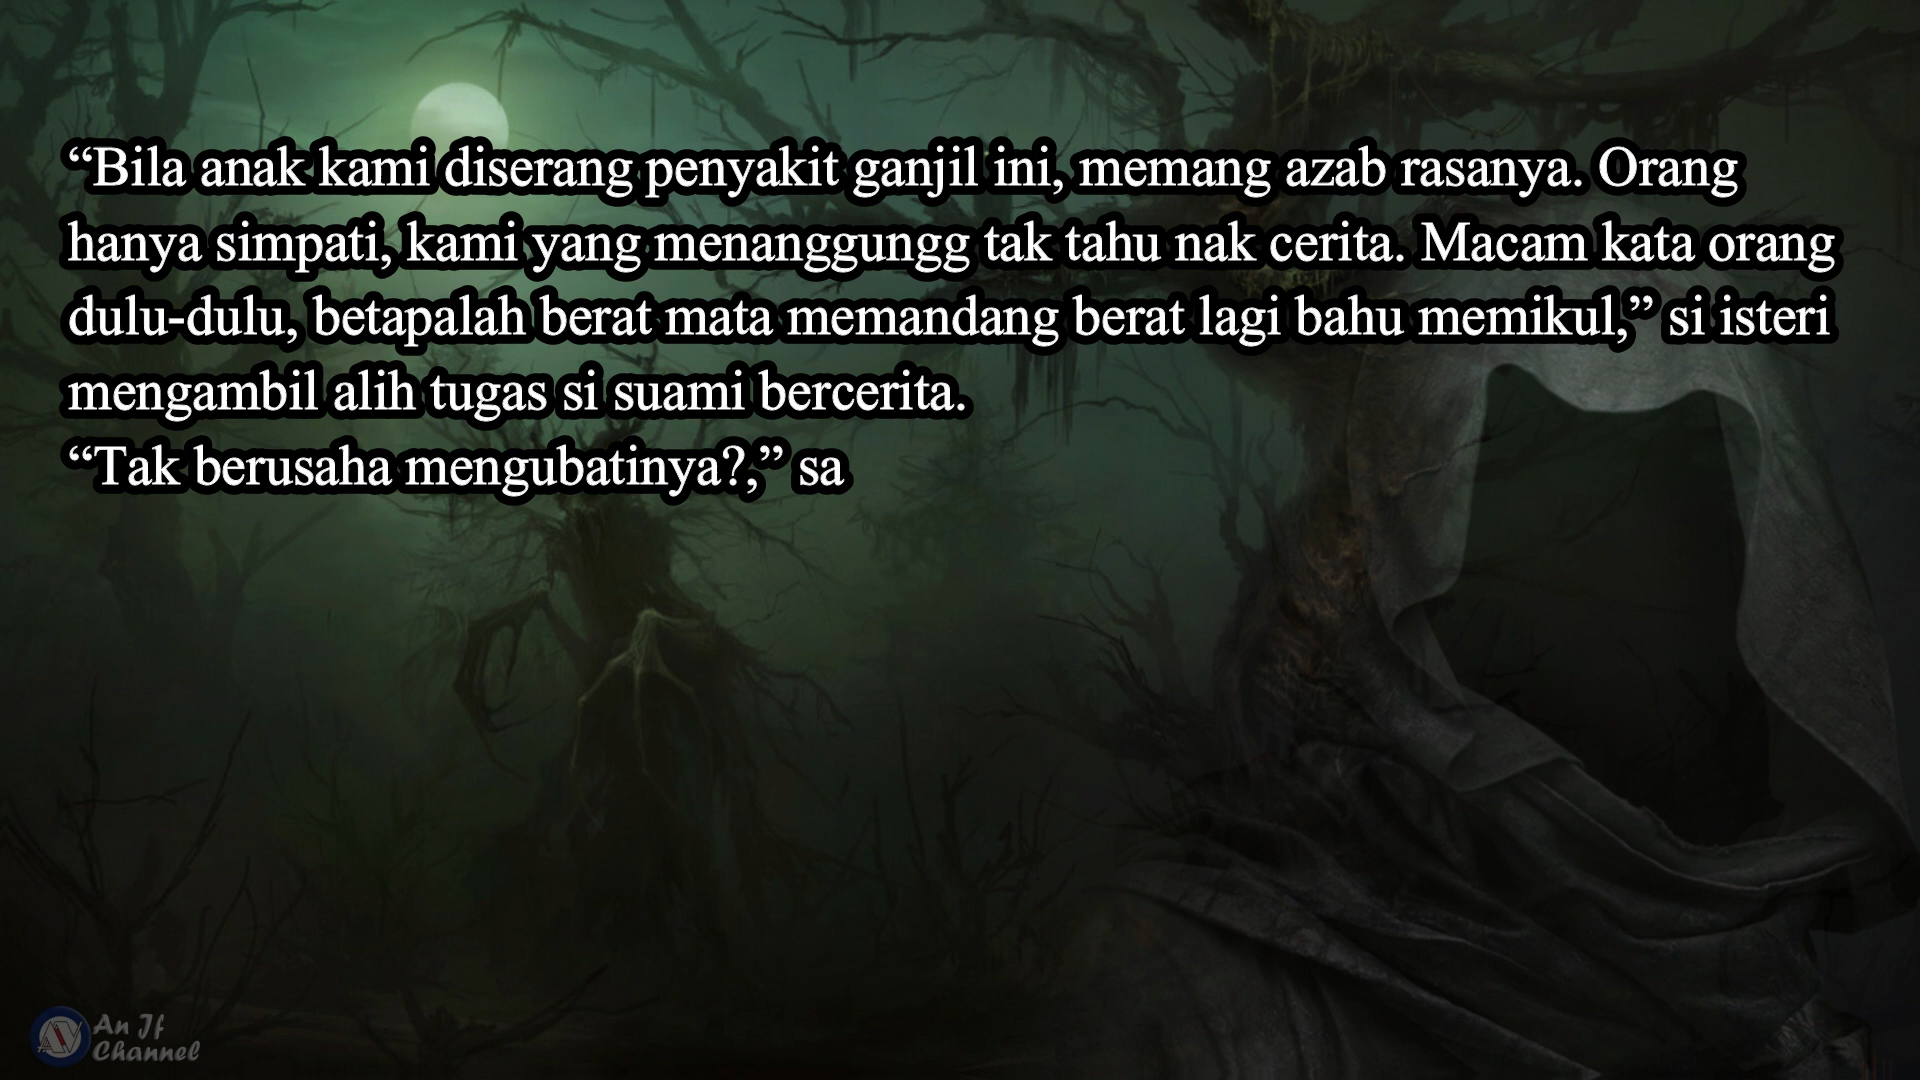 “Bila anak kami diserang penyakit ganjil ini, memang azab rasanya. Orang
hanya simpati, kami yang menanggungg tak tahu nak cerita. Macam kata orang
dulu-dulu, betapalah berat mata memandang berat lagi bahu memikul,” si isteri
mengambil alih tugas si suami bercerita.
“Tak berusaha mengubatinya?,” sa
An If
Channel